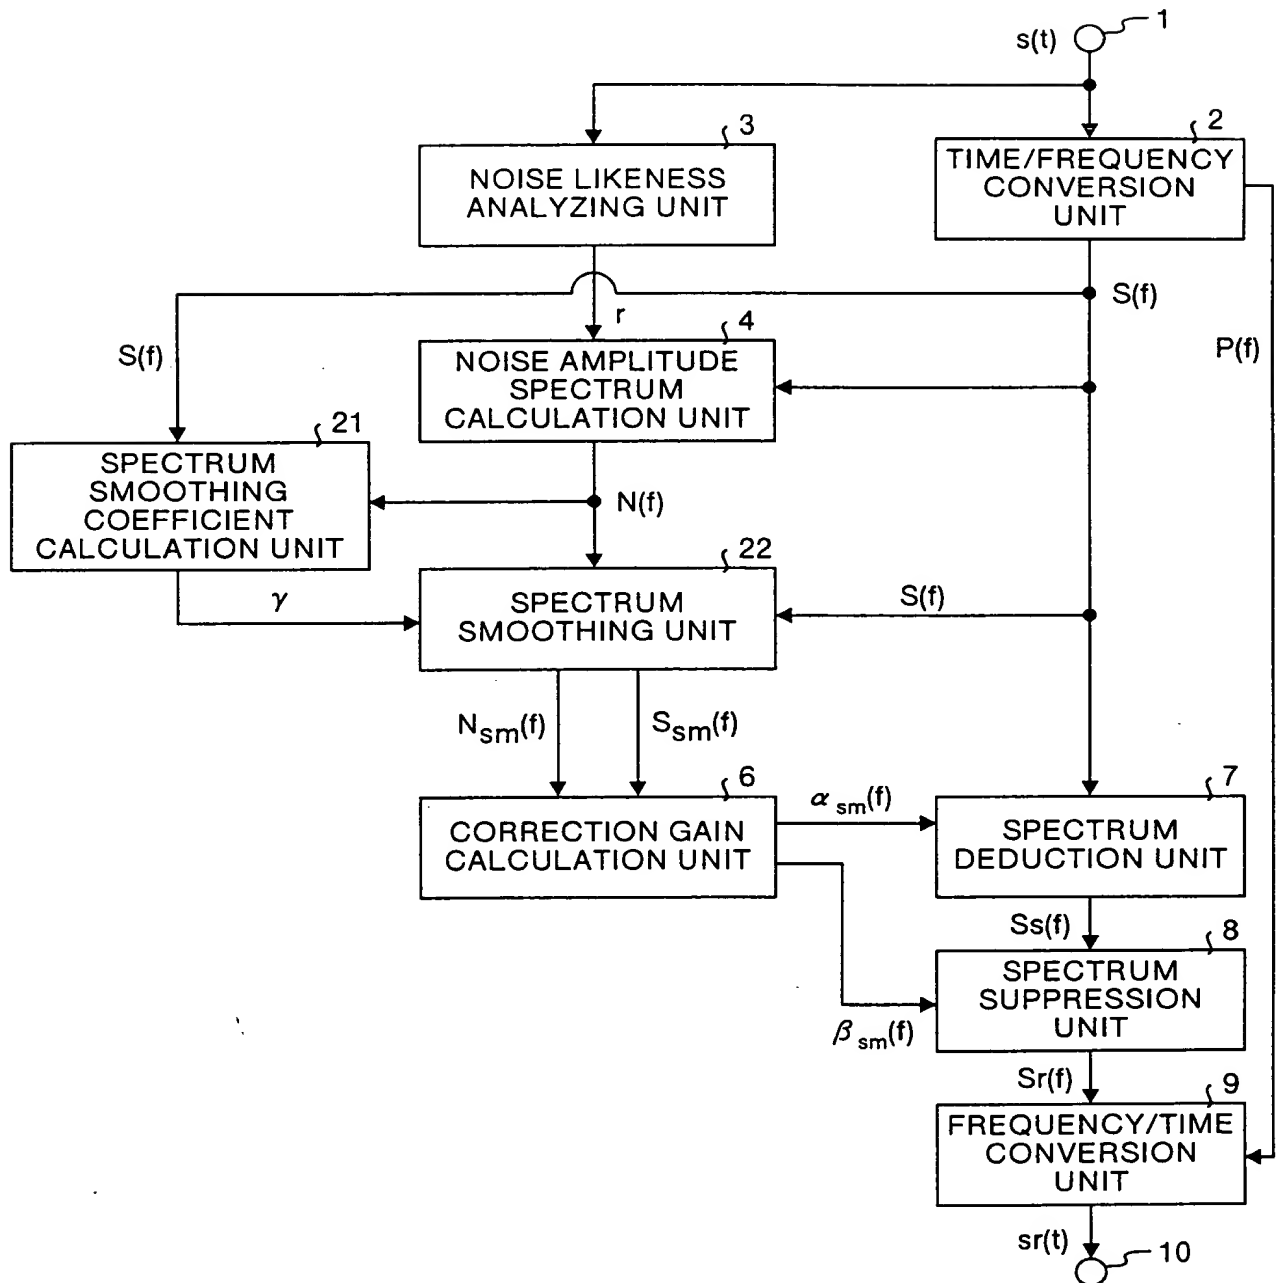 1
s(t)
3
2
NOISE LIKENESS
ANALYZING UNIT
TIME/FREQUENCY
CONVERSION
UNIT
S(f)
r
4
S(f)
P(f)
NOISE AMPLITUDE
SPECTRUM
CALCULATION UNIT
21
SPECTRUM
SMOOTHING
COEFFICIENT
CALCULATION UNIT
N(f)
22
γ
SPECTRUM
SMOOTHING UNIT
S(f)
Nsm(f)
Ssm(f)
6
7
CORRECTION GAIN
CALCULATION UNIT
αsm(f)
SPECTRUM
DEDUCTION UNIT
Ss(f)
8
SPECTRUM
SUPPRESSION
UNIT
βsm(f)
Sr(f)
9
FREQUENCY/TIME
CONVERSION
UNIT
sr(t)
10